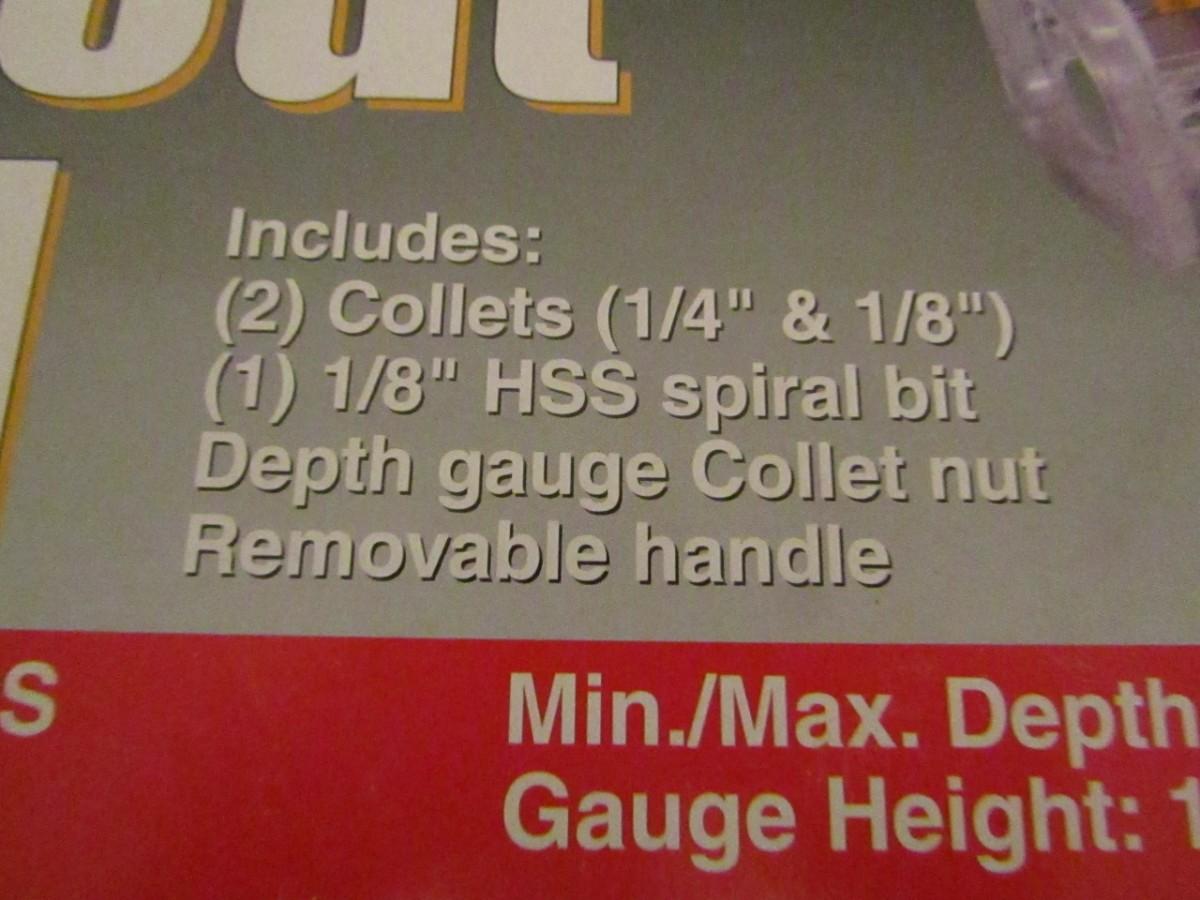 out
Includes:
(2) Collets (1/4" & 1/8")
(1) 1/8" HSS spiral bit
Depth gauge Collet nut
Removable handle
s
Min./Max. Depth
Gauge Height: 1